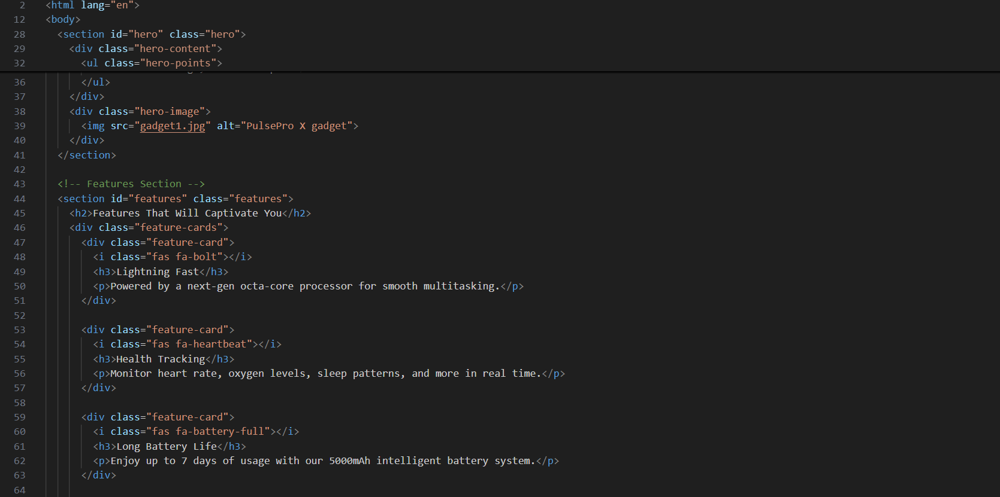 2 <html lang="en">
12 <body>
28 <section id="hero" class="hero">
29 <div class="hero-content">
32 <ul class="hero-points">
36 </ul>
37 </div>
38 <div class="hero-image">
39 <img src="gadget1.jpg" alt="PulsePro X gadget">
40 </div>
41 </section>
42
43 <!-- Features Section -->
44 <section id="features" class="features">
45 <h2>Features That Will Captivate You</h2>
46 <div class="feature-cards">
47 <div class="feature-card">
48 <i class="fas fa-bolt"></i>
49 <h3>Lightning Fast</h3>
50 <p>Powered by a next-gen octa-core processor for smooth multitasking.</p>
51 </div>
52
53 <div class="feature-card">
54 <i class="fas fa-heartbeat"></i>
55 <h3>Health Tracking</h3>
56 <p>Monitor heart rate, oxygen levels, sleep patterns, and more in real time.</p>
57 </div>
58
59 <div class="feature-card">
60 <i class="fas fa-battery-full"></i>
61 <h3>Long Battery Life</h3>
62 <p>Enjoy up to 7 days of usage with our 5000mAh intelligent battery system.</p>
63 </div>
64